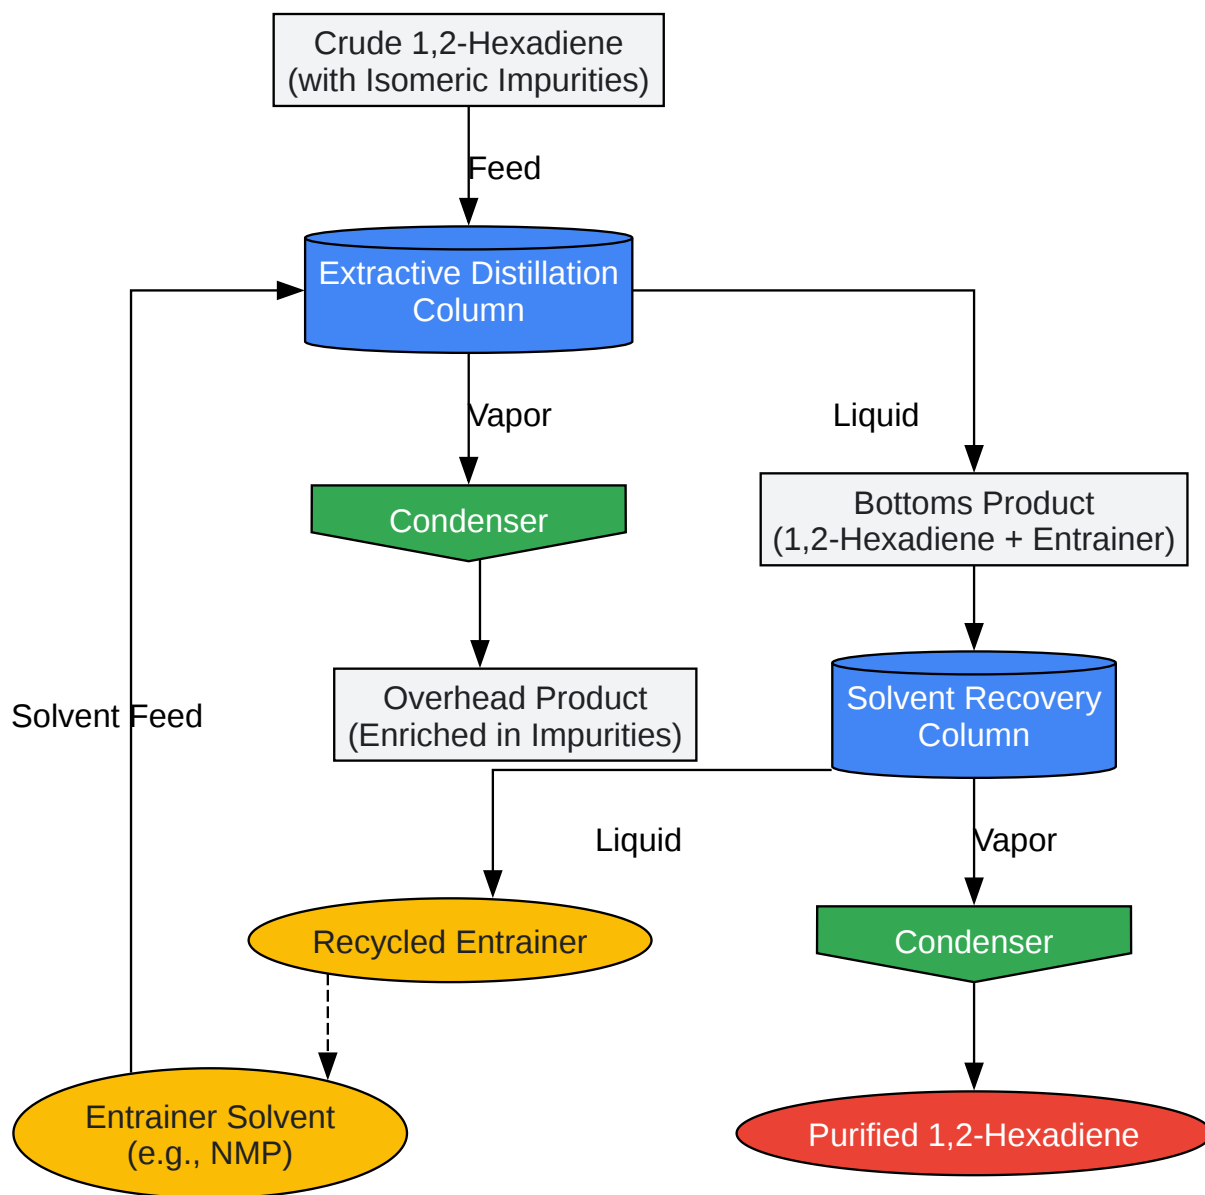 Crude 1,2-Hexadiene
(with Isomeric Impurities)
Feed
Extractive Distillation
Column
Vapor
Liquid
Condenser
Bottoms Product
(1,2-Hexadiene + Entrainer)
Overhead Product
(Enriched in Impurities)
Solvent Recovery
Column
Solvent Feed
Liquid
Vapor
Recycled Entrainer
Condenser
Entrainer Solvent
(e.g., NMP)
Purified 1,2-Hexadiene